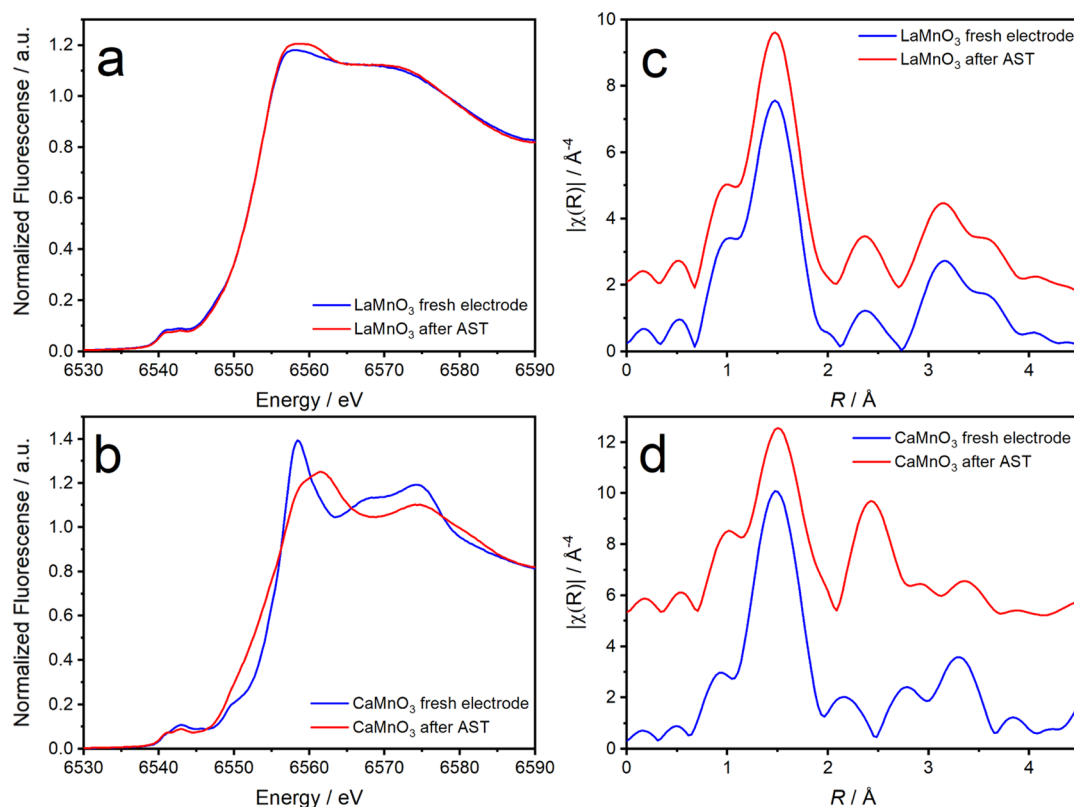 a
Normalized Fluorescense / a.u.
1.2
1.0
0.8
0.6
0.4
0.2
0.0
LaMnO₃ fresh electrode
LaMnO₃ after AST
6530 6540 6550 6560 6570 6580 6590
Energy / eV
c
|χ(R)| / Å⁻⁴
10
8
6
4
2
0
LaMnO₃ fresh electrode
LaMnO₃ after AST
0 1 2 3 4
R / Å
b
Normalized Fluorescense / a.u.
1.4
1.2
1.0
0.8
0.6
0.4
0.2
0.0
CaMnO₃ fresh electrode
CaMnO₃ after AST
6530 6540 6550 6560 6570 6580 6590
Energy / eV
d
|χ(R)| / Å⁻⁴
12
10
8
6
4
2
0
CaMnO₃ fresh electrode
CaMnO₃ after AST
0 1 2 3 4
R / Å